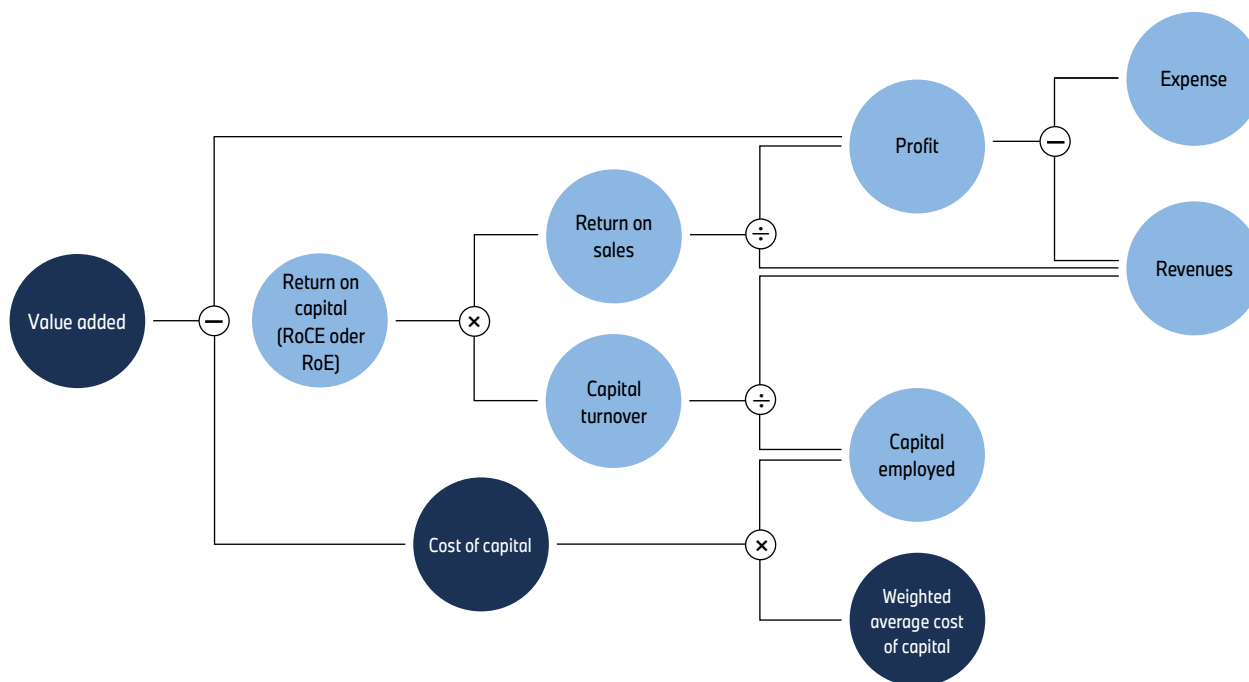 Expense
Profit
Return on
sales
Revenues
Value added
Return on
capital
(RoCE oder
RoE)
Capital
turnover
Capital
employed
Cost of capital
Weighted
average cost
of capital